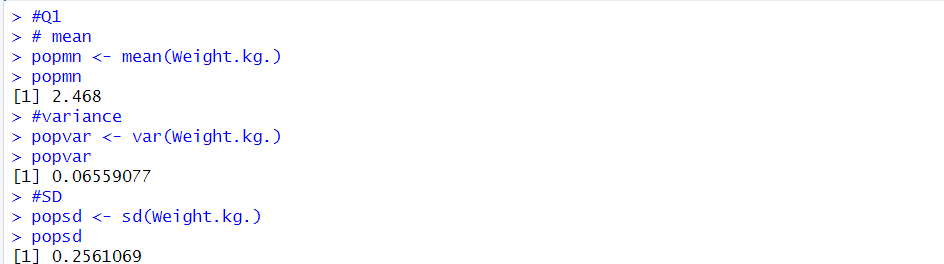 > #Q1
> # mean
> popmn <- mean(Weight.kg.)
> popmn
[1] 2.468
> #variance
> popvar <- var(Weight.kg.)
> popvar
[1] 0.06559077
> #SD
> popsd <- sd(Weight.kg.)
> popsd
[1] 0.2561069